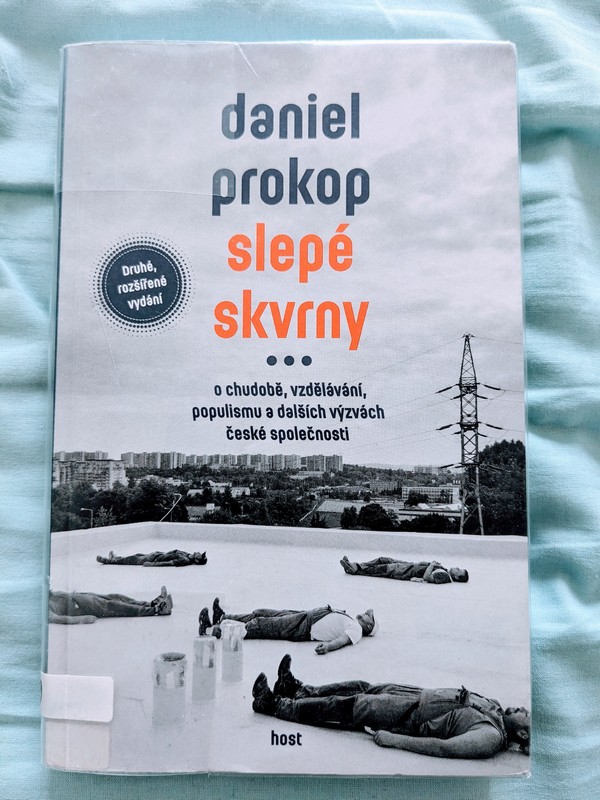 daniel
prokop
slepé
skvrny
Druhé,
rozšířené
vydání
o chudobě, vzdělávání,
populismu a dalších výzvách
české společnosti
host